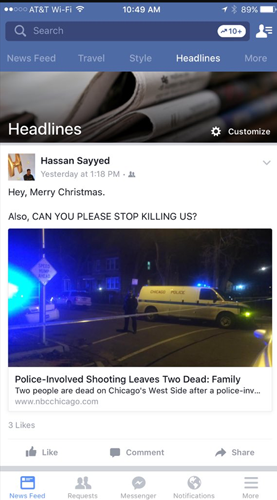 AT&T Wi-Fi 10:49 AM 89%
Search 10+
News Feed Travel Style Headlines More
Headlines Customize
Hassan Sayyed
Yesterday at 1:18 PM ·
Hey, Merry Christmas.
Also, CAN YOU PLEASE STOP KILLING US?
CHICAGO POLICE
Police-Involved Shooting Leaves Two Dead: Family
Two people are dead on Chicago's West Side after a police-inv...
www.nbcchicago.com
3 Likes
Like Comment Share
News Feed Requests Messenger Notifications More